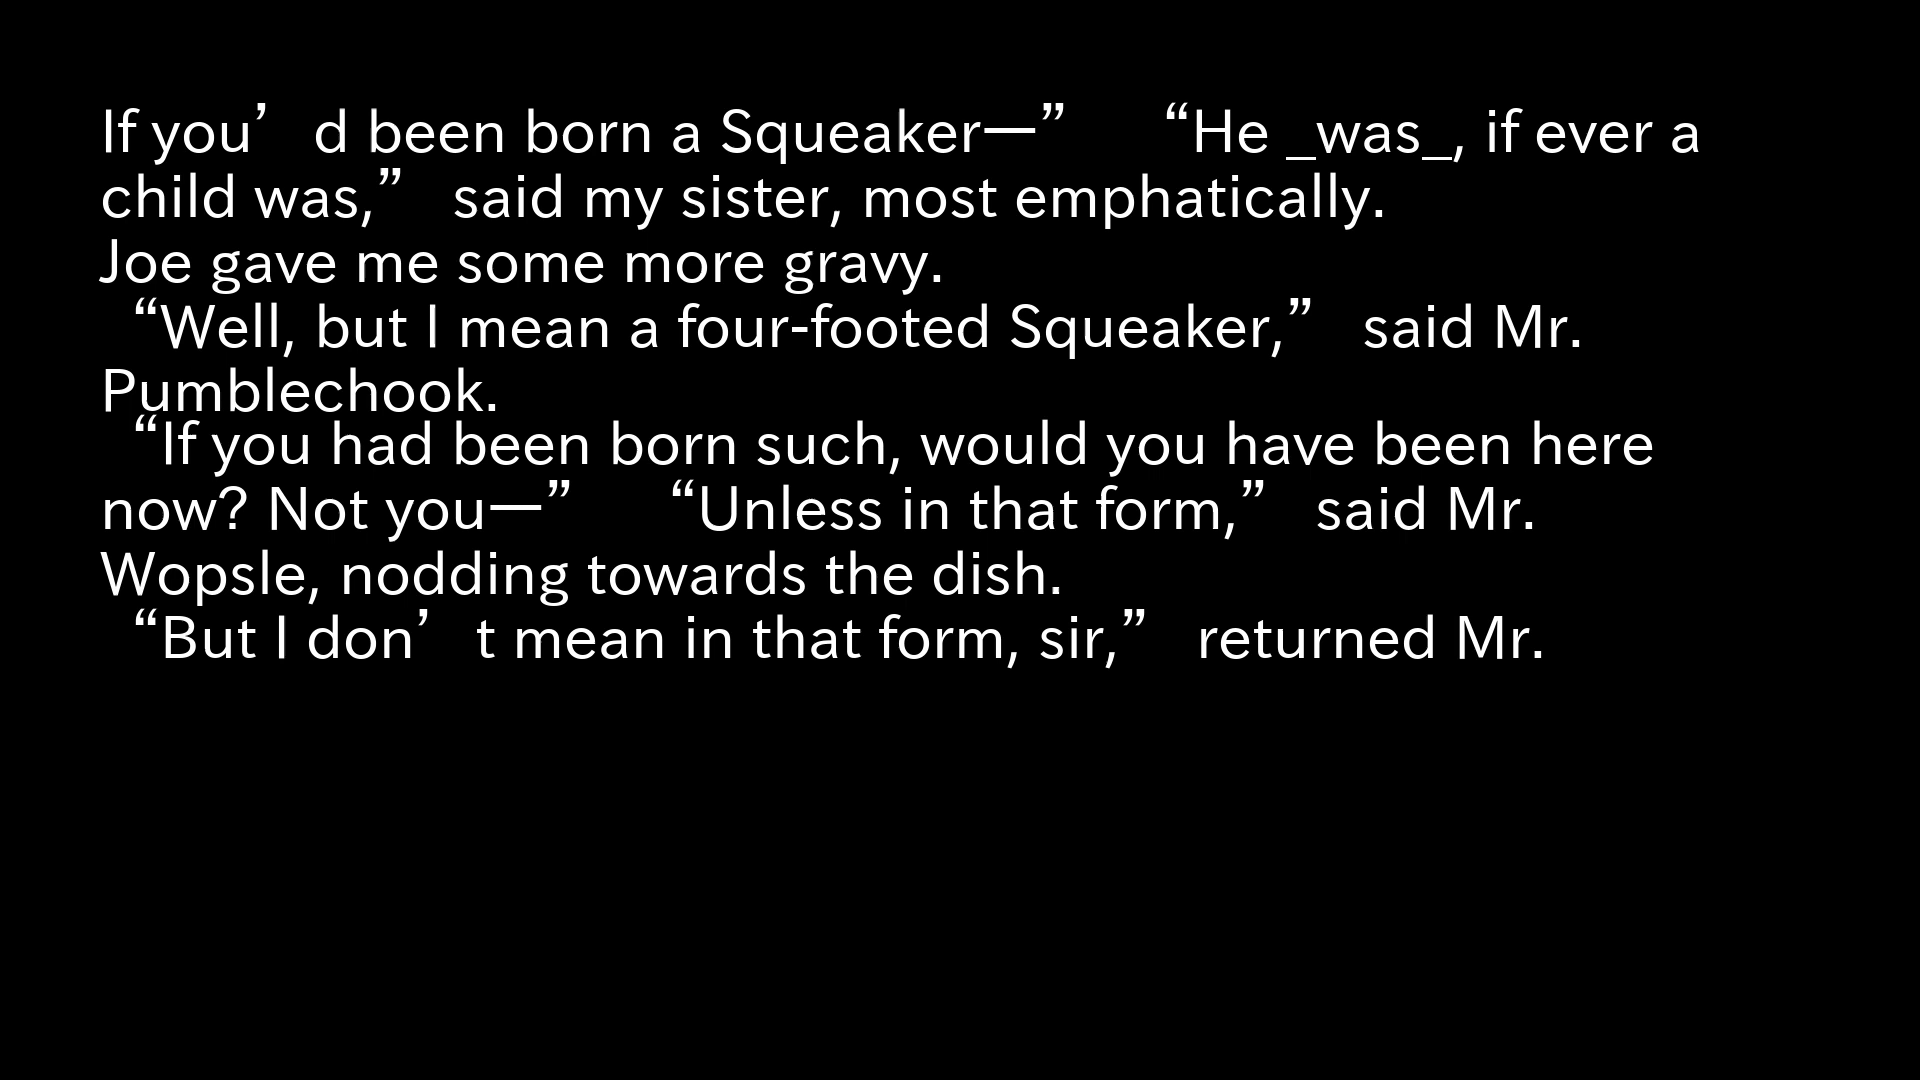 If you’d been born a Squeaker—” “He _was_, if ever a
child was,” said my sister, most emphatically.
Joe gave me some more gravy.
“Well, but I mean a four-footed Squeaker,” said Mr.
Pumblechook.
“If you had been born such, would you have been here
now? Not you—” “Unless in that form,” said Mr.
Wopsle, nodding towards the dish.
“But I don’t mean in that form, sir,” returned Mr.